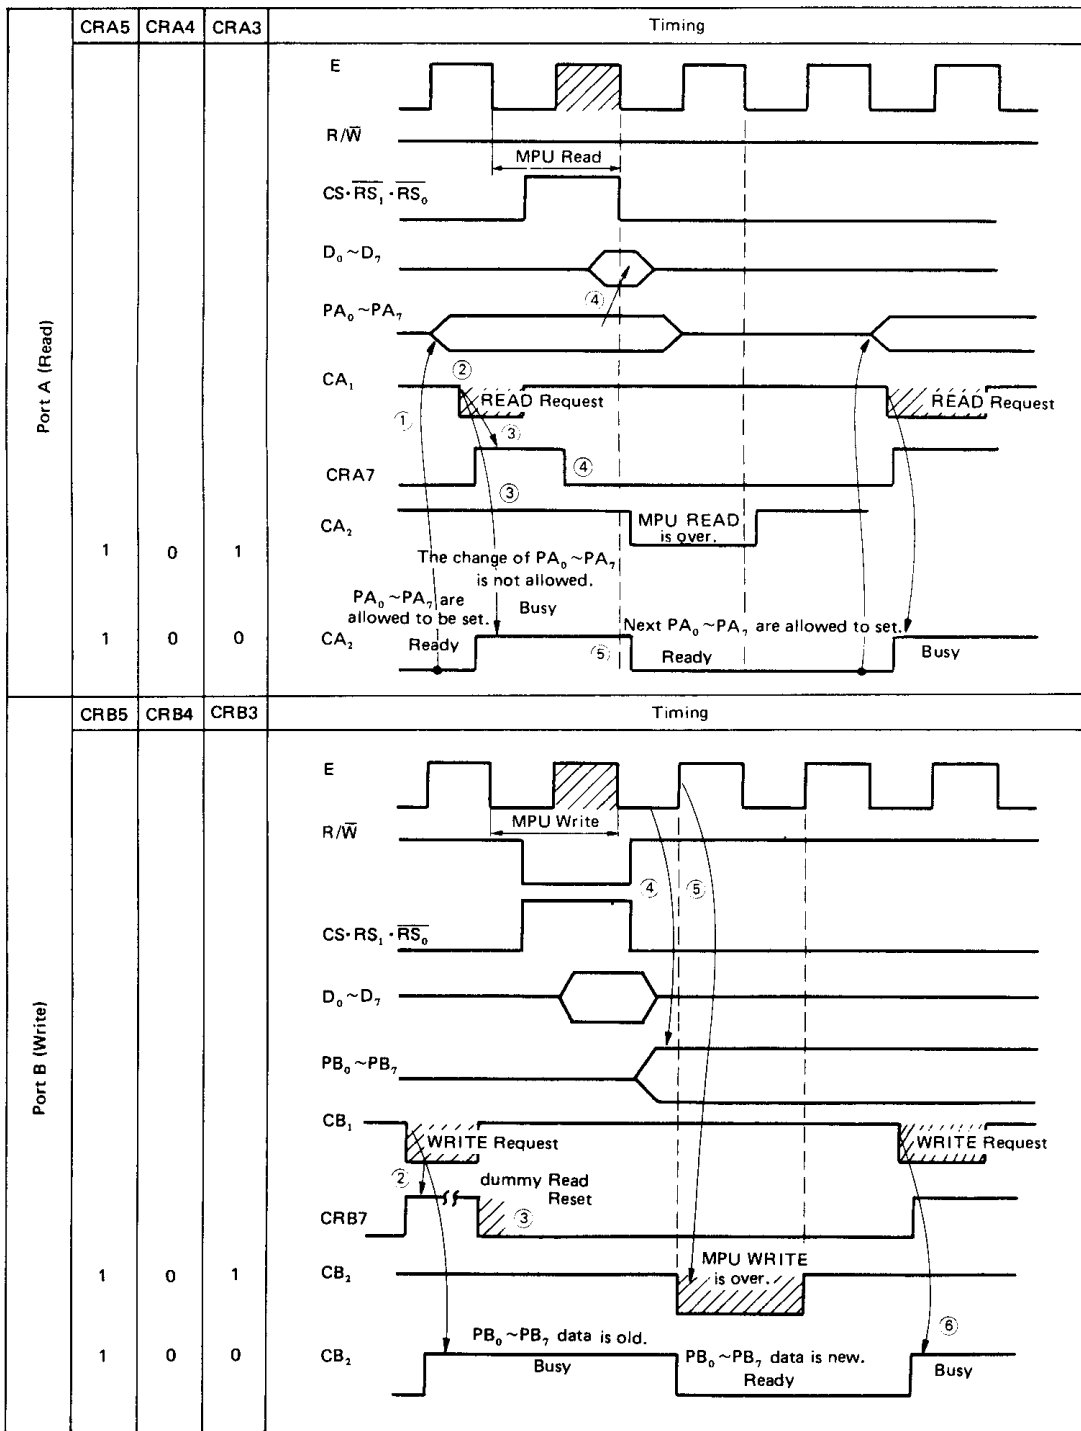 CRA5 CRA4 CRA3 Timing
E
R/W̅
MPU Read
CS·R̅S̅₁·R̅S̅₀
D₀~D₇
④
PA₀~PA₇
②
CA₁
READ Request READ Request
①
③
④
CRA7
③
CA₂
MPU READ
is over.
1 0 1
The change of PA₀~PA₇
is not allowed.
PA₀~PA₇ are
allowed to be set.
Busy
Next PA₀~PA₇ are allowed to set.
1 0 0 CA₂ Ready ⑤ Ready Busy
Port A (Read)
CRB5 CRB4 CRB3 Timing
E
MPU Write
R/W̅
④ ⑤
CS·RS₁·R̅S̅₀
D₀~D₇
PB₀~PB₇
CB₁
WRITE Request WRITE Request
② dummy Read
Reset
CRB7 ③
MPU WRITE
is over.
1 0 1 CB₂
⑥
PB₀~PB₇ data is old.
1 0 0 CB₂ Busy PB₀~PB₇ data is new.
Ready Busy
Port B (Write)